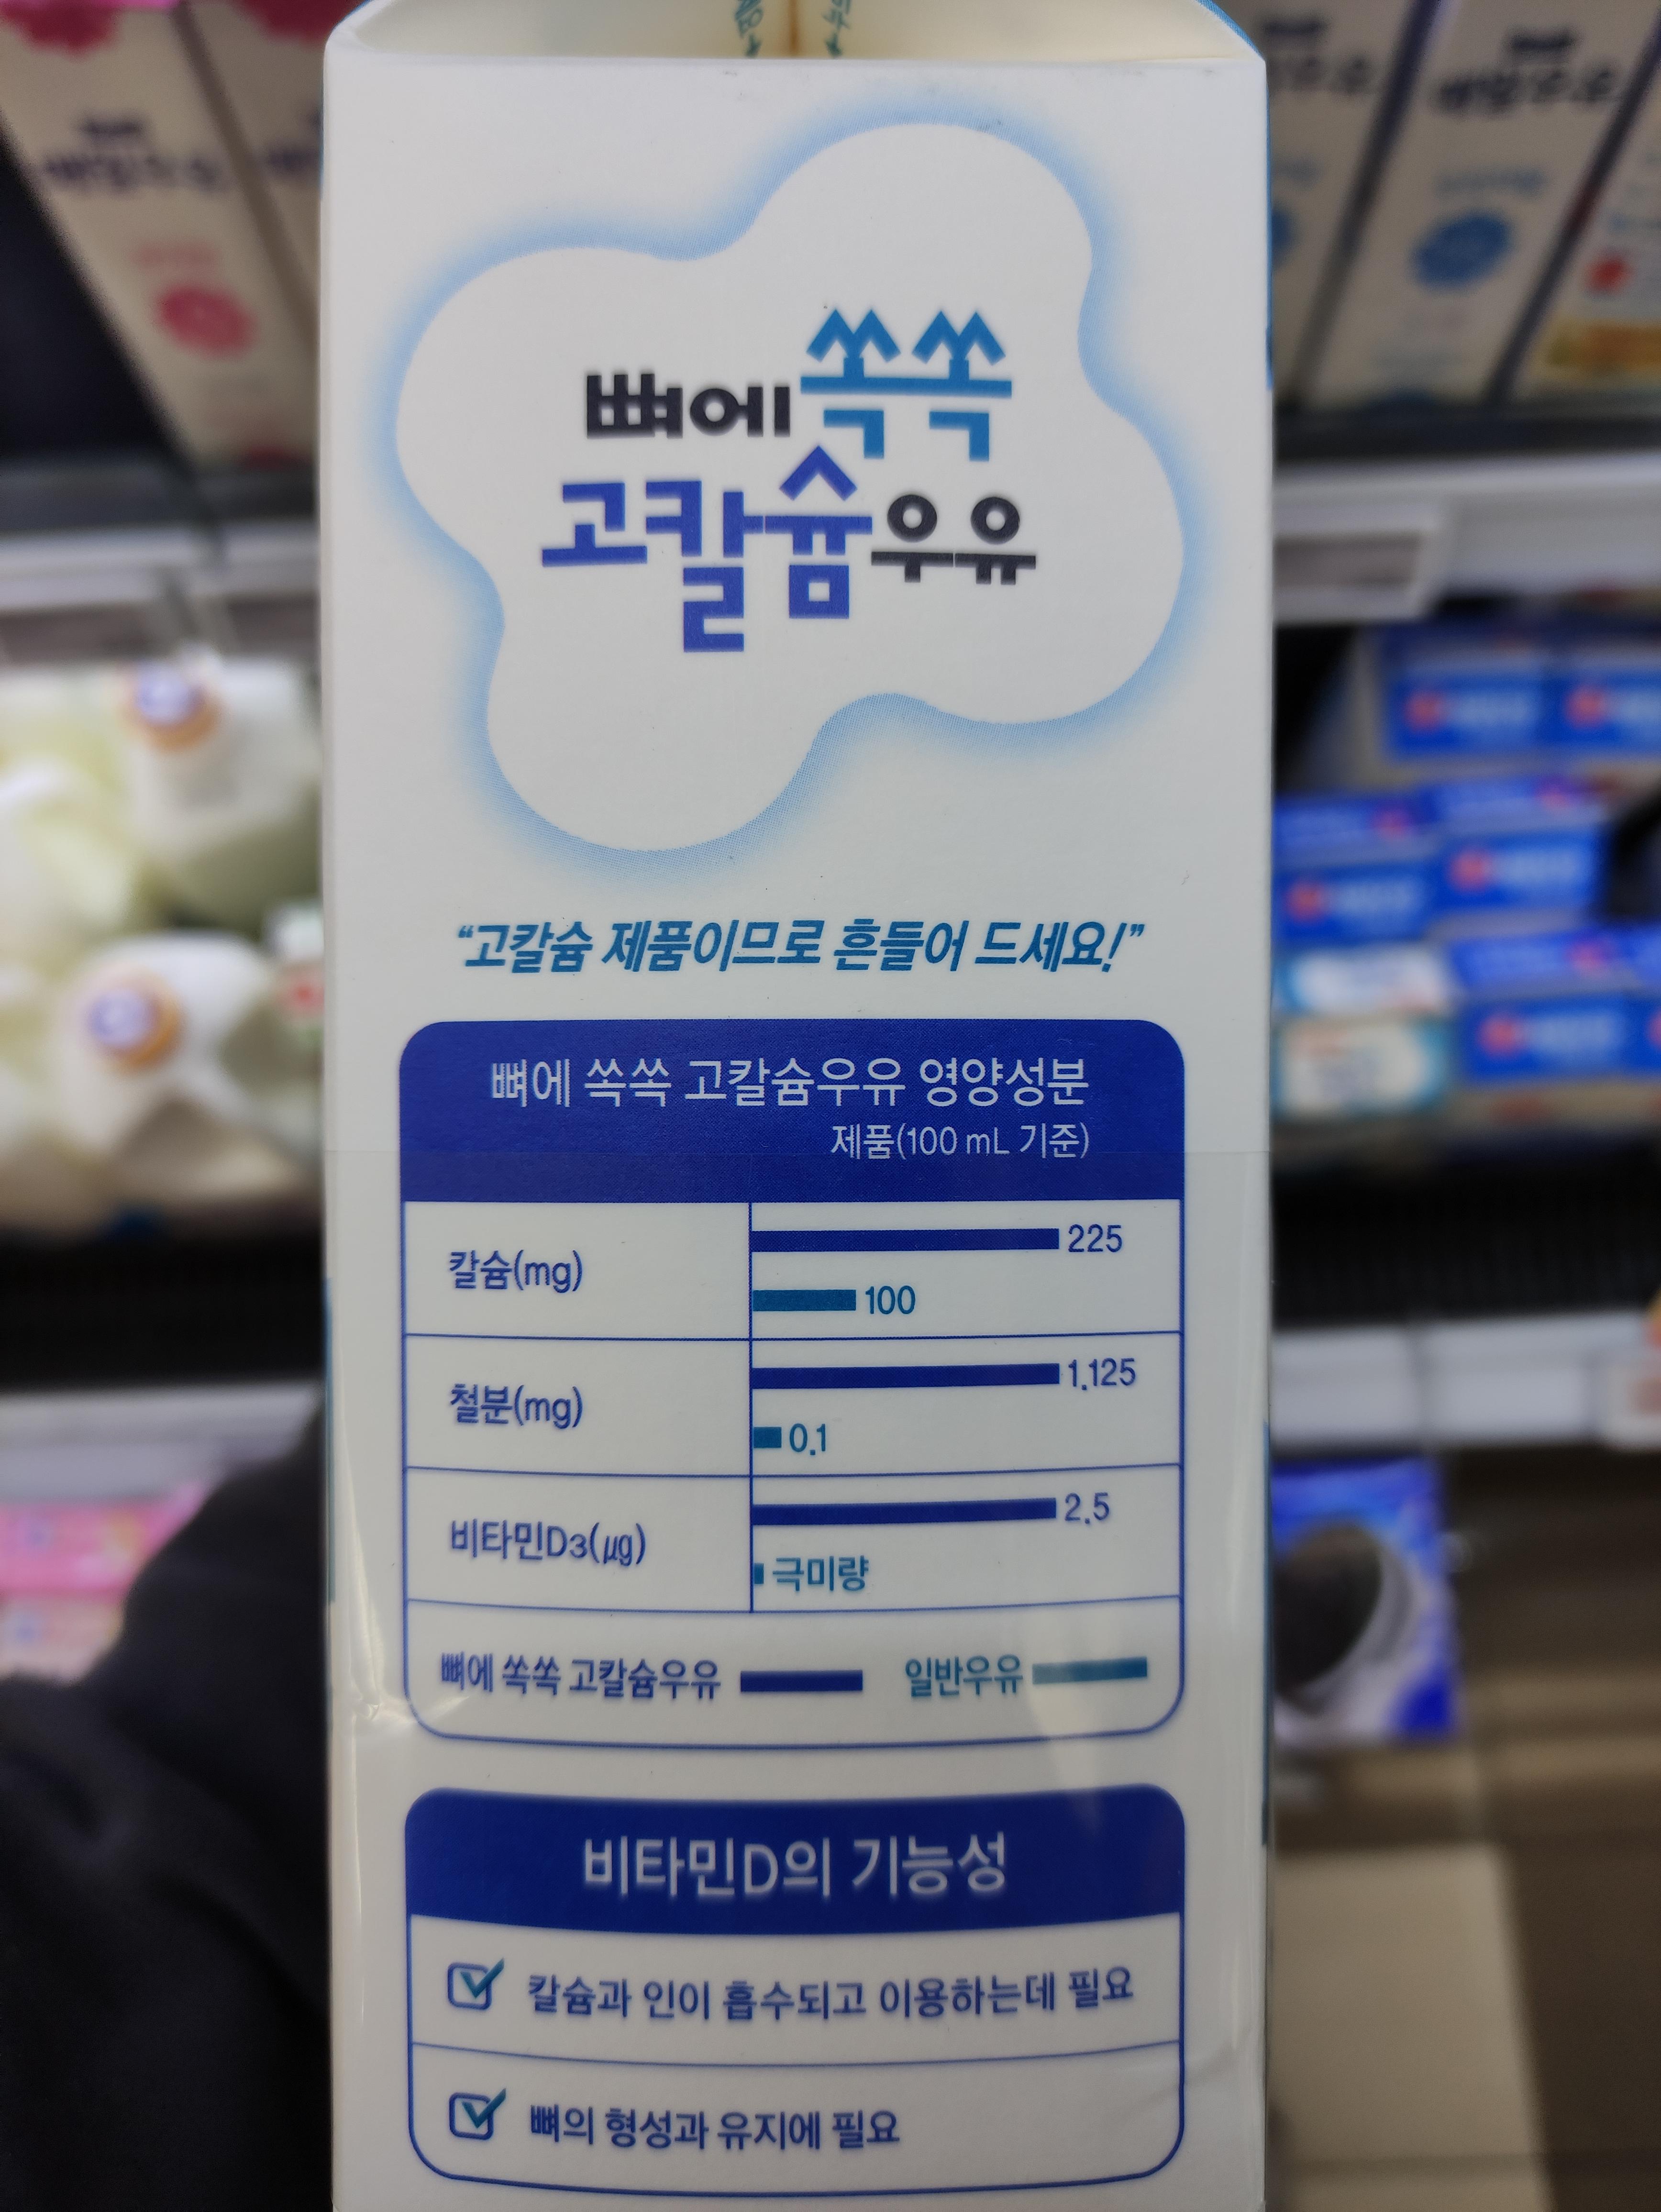 뼈에 쏙쏙
고칼슘우유
“고칼슘 제품이므로 흔들어 드세요!”
뼈에 쏙쏙 고칼슘우유 영양성분
제품(100 mL 기준)
칼슘(mg)
225
100
철분(mg)
1.125
0.1
비타민D3(㎍)
2.5
극미량
뼈에 쏙쏙 고칼슘우유 일반우유
비타민D의 기능성
칼슘과 인이 흡수되고 이용하는데 필요
뼈의 형성과 유지에 필요